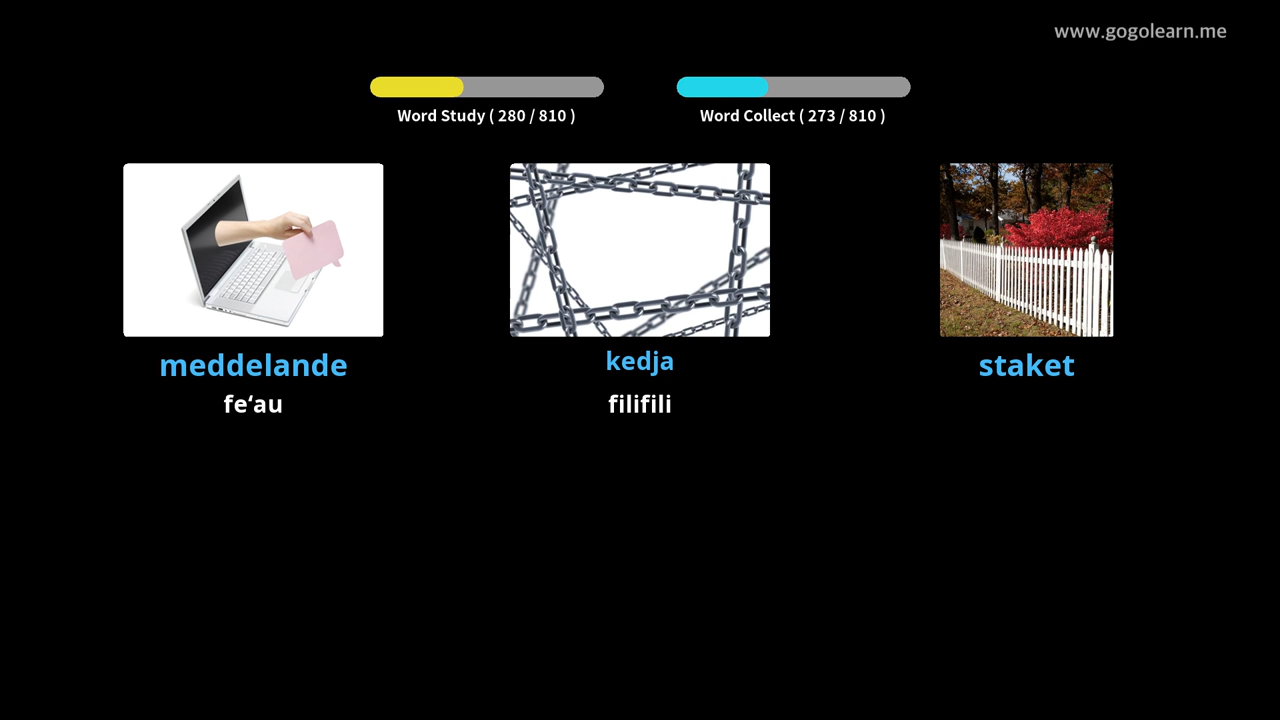 www.gogolearn.me
Word Study ( 280 / 810 )
Word Collect ( 273 / 810 )
meddelande
kedja
staket
fe‘au
filifili